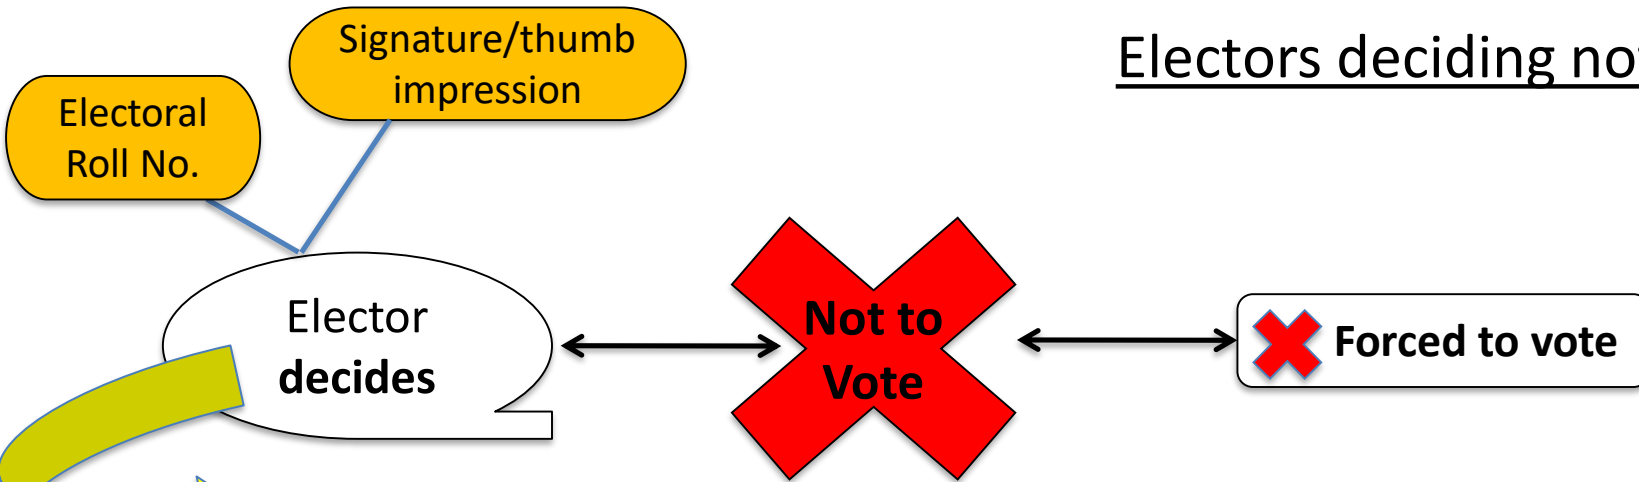 Signature/thumb
impression
Electors deciding no
Electoral
Roll No.
Elector
decides
Not to
Vote
Forced to vote